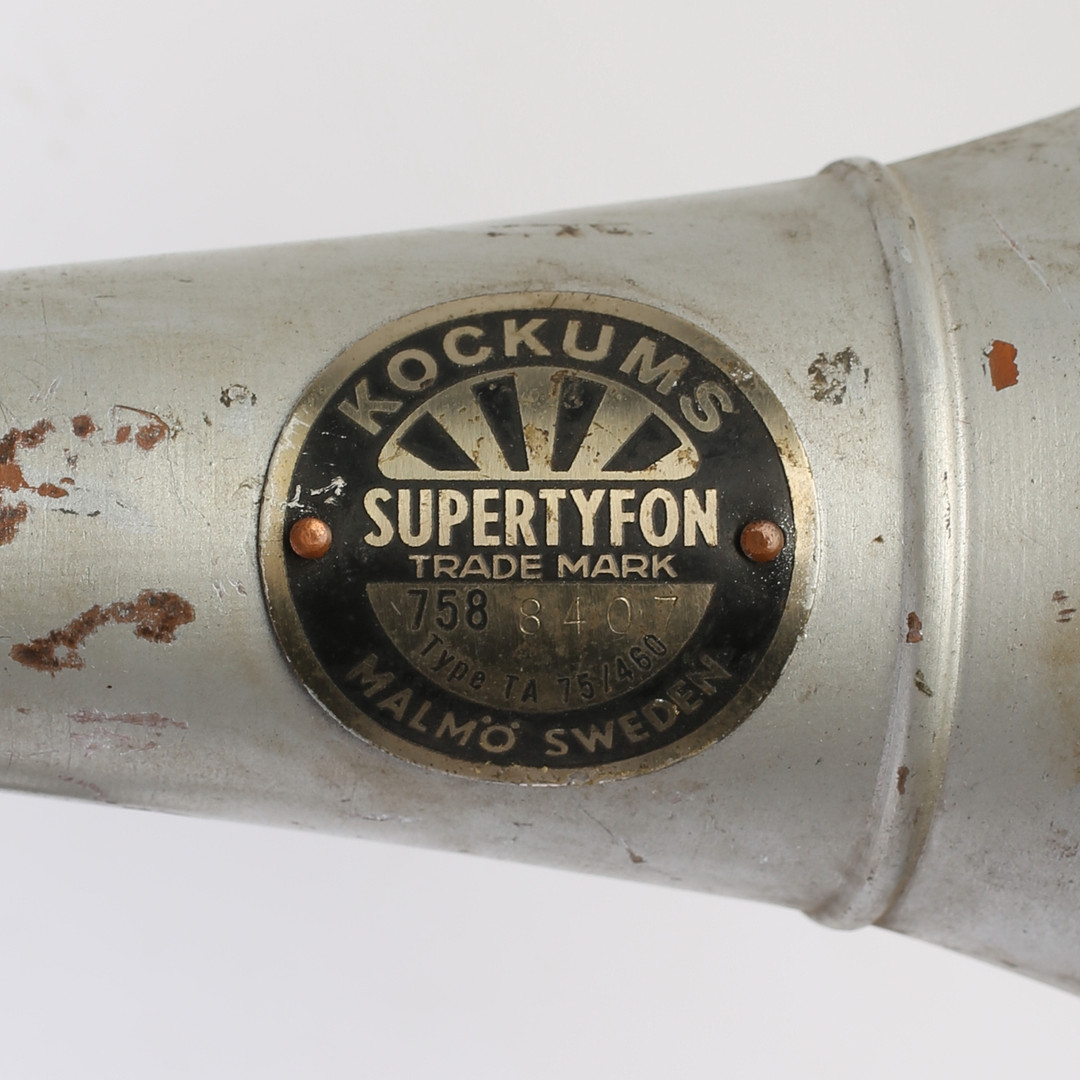 KOCKUMS
SUPERTYFON
TRADE MARK
758 8407
Type TA 75/460
MALMÖ SWEDEN